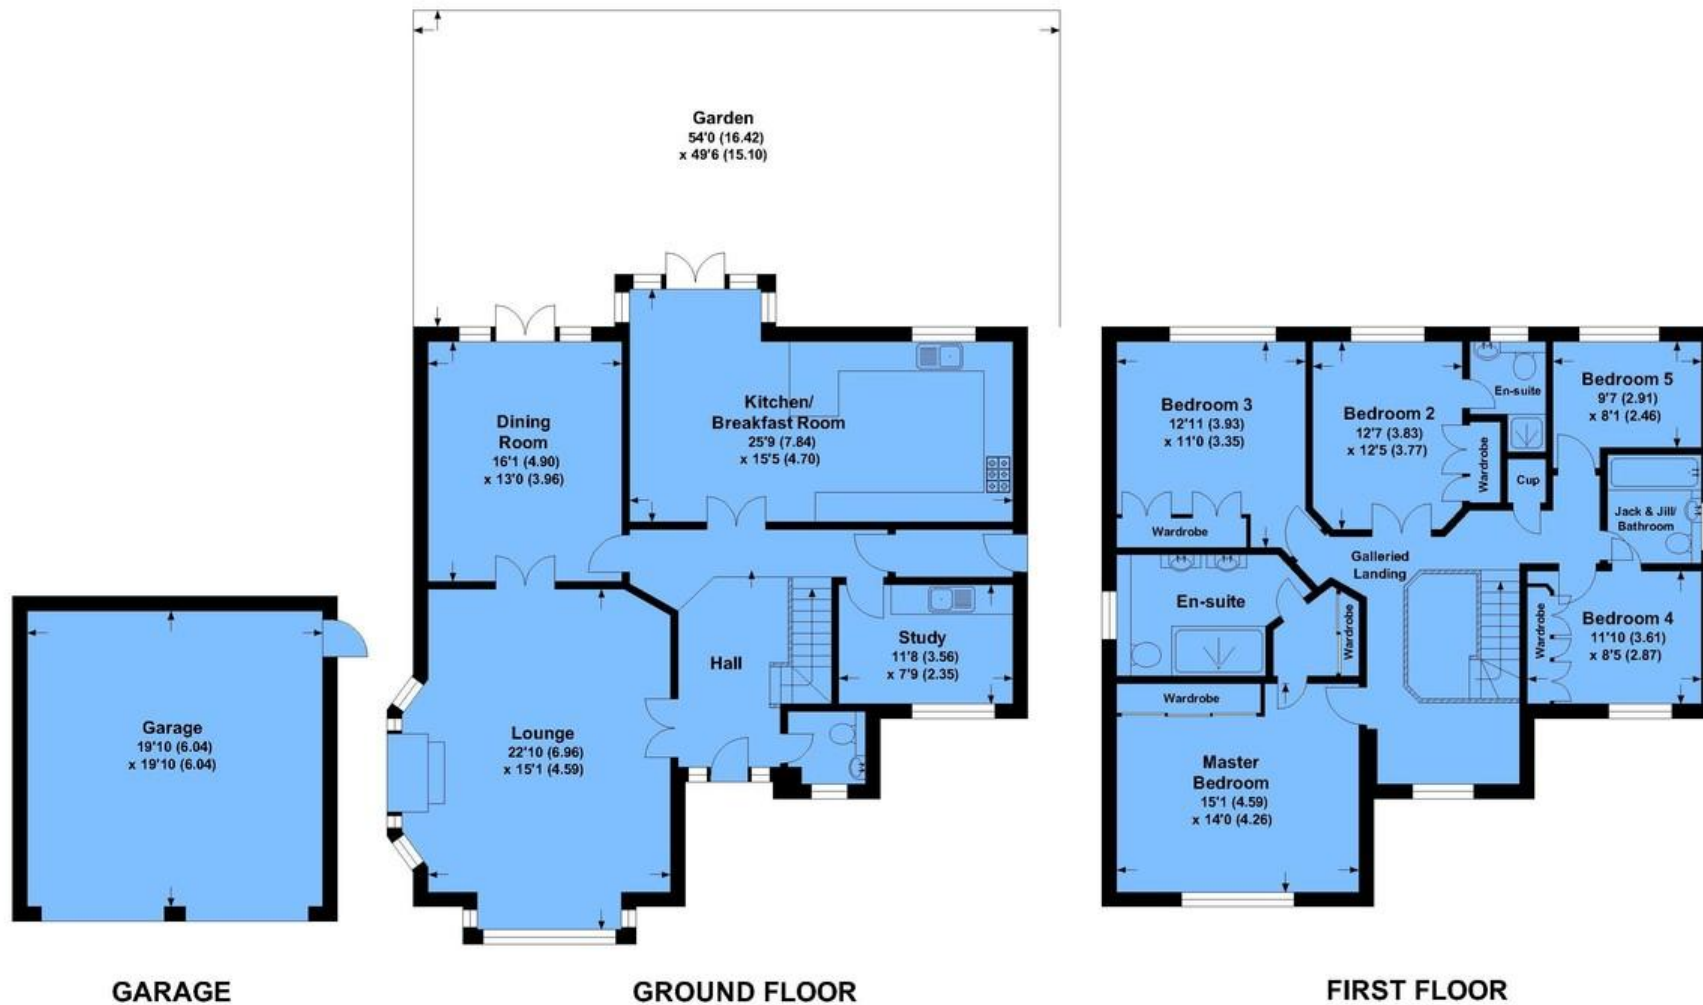 Garden
54'0 (16.42)
x 49'6 (15.10)
Dining
Room
16'1 (4.90)
x 13'0 (3.96)
Kitchen/
Breakfast Room
25'9 (7.84)
x 15'5 (4.70)
Hall
Study
11'8 (3.56)
x 7'9 (2.35)
Lounge
22'10 (6.96)
x 15'1 (4.59)
Garage
19'10 (6.04)
x 19'10 (6.04)
Bedroom 3
12'11 (3.93)
x 11'0 (3.35)
Wardrobe
Bedroom 2
12'7 (3.83)
x 12'5 (3.77)
Wardrobe
En-suite
Cup
Bedroom 5
9'7 (2.91)
x 8'1 (2.46)
Jack & Jill/
Bathroom
Galleried
Landing
En-suite
Wardrobe
Wardrobe
Bedroom 4
11'10 (3.61)
x 8'5 (2.87)
Wardrobe
Master
Bedroom
15'1 (4.59)
x 14'0 (4.26)
GARAGE
GROUND FLOOR
FIRST FLOOR